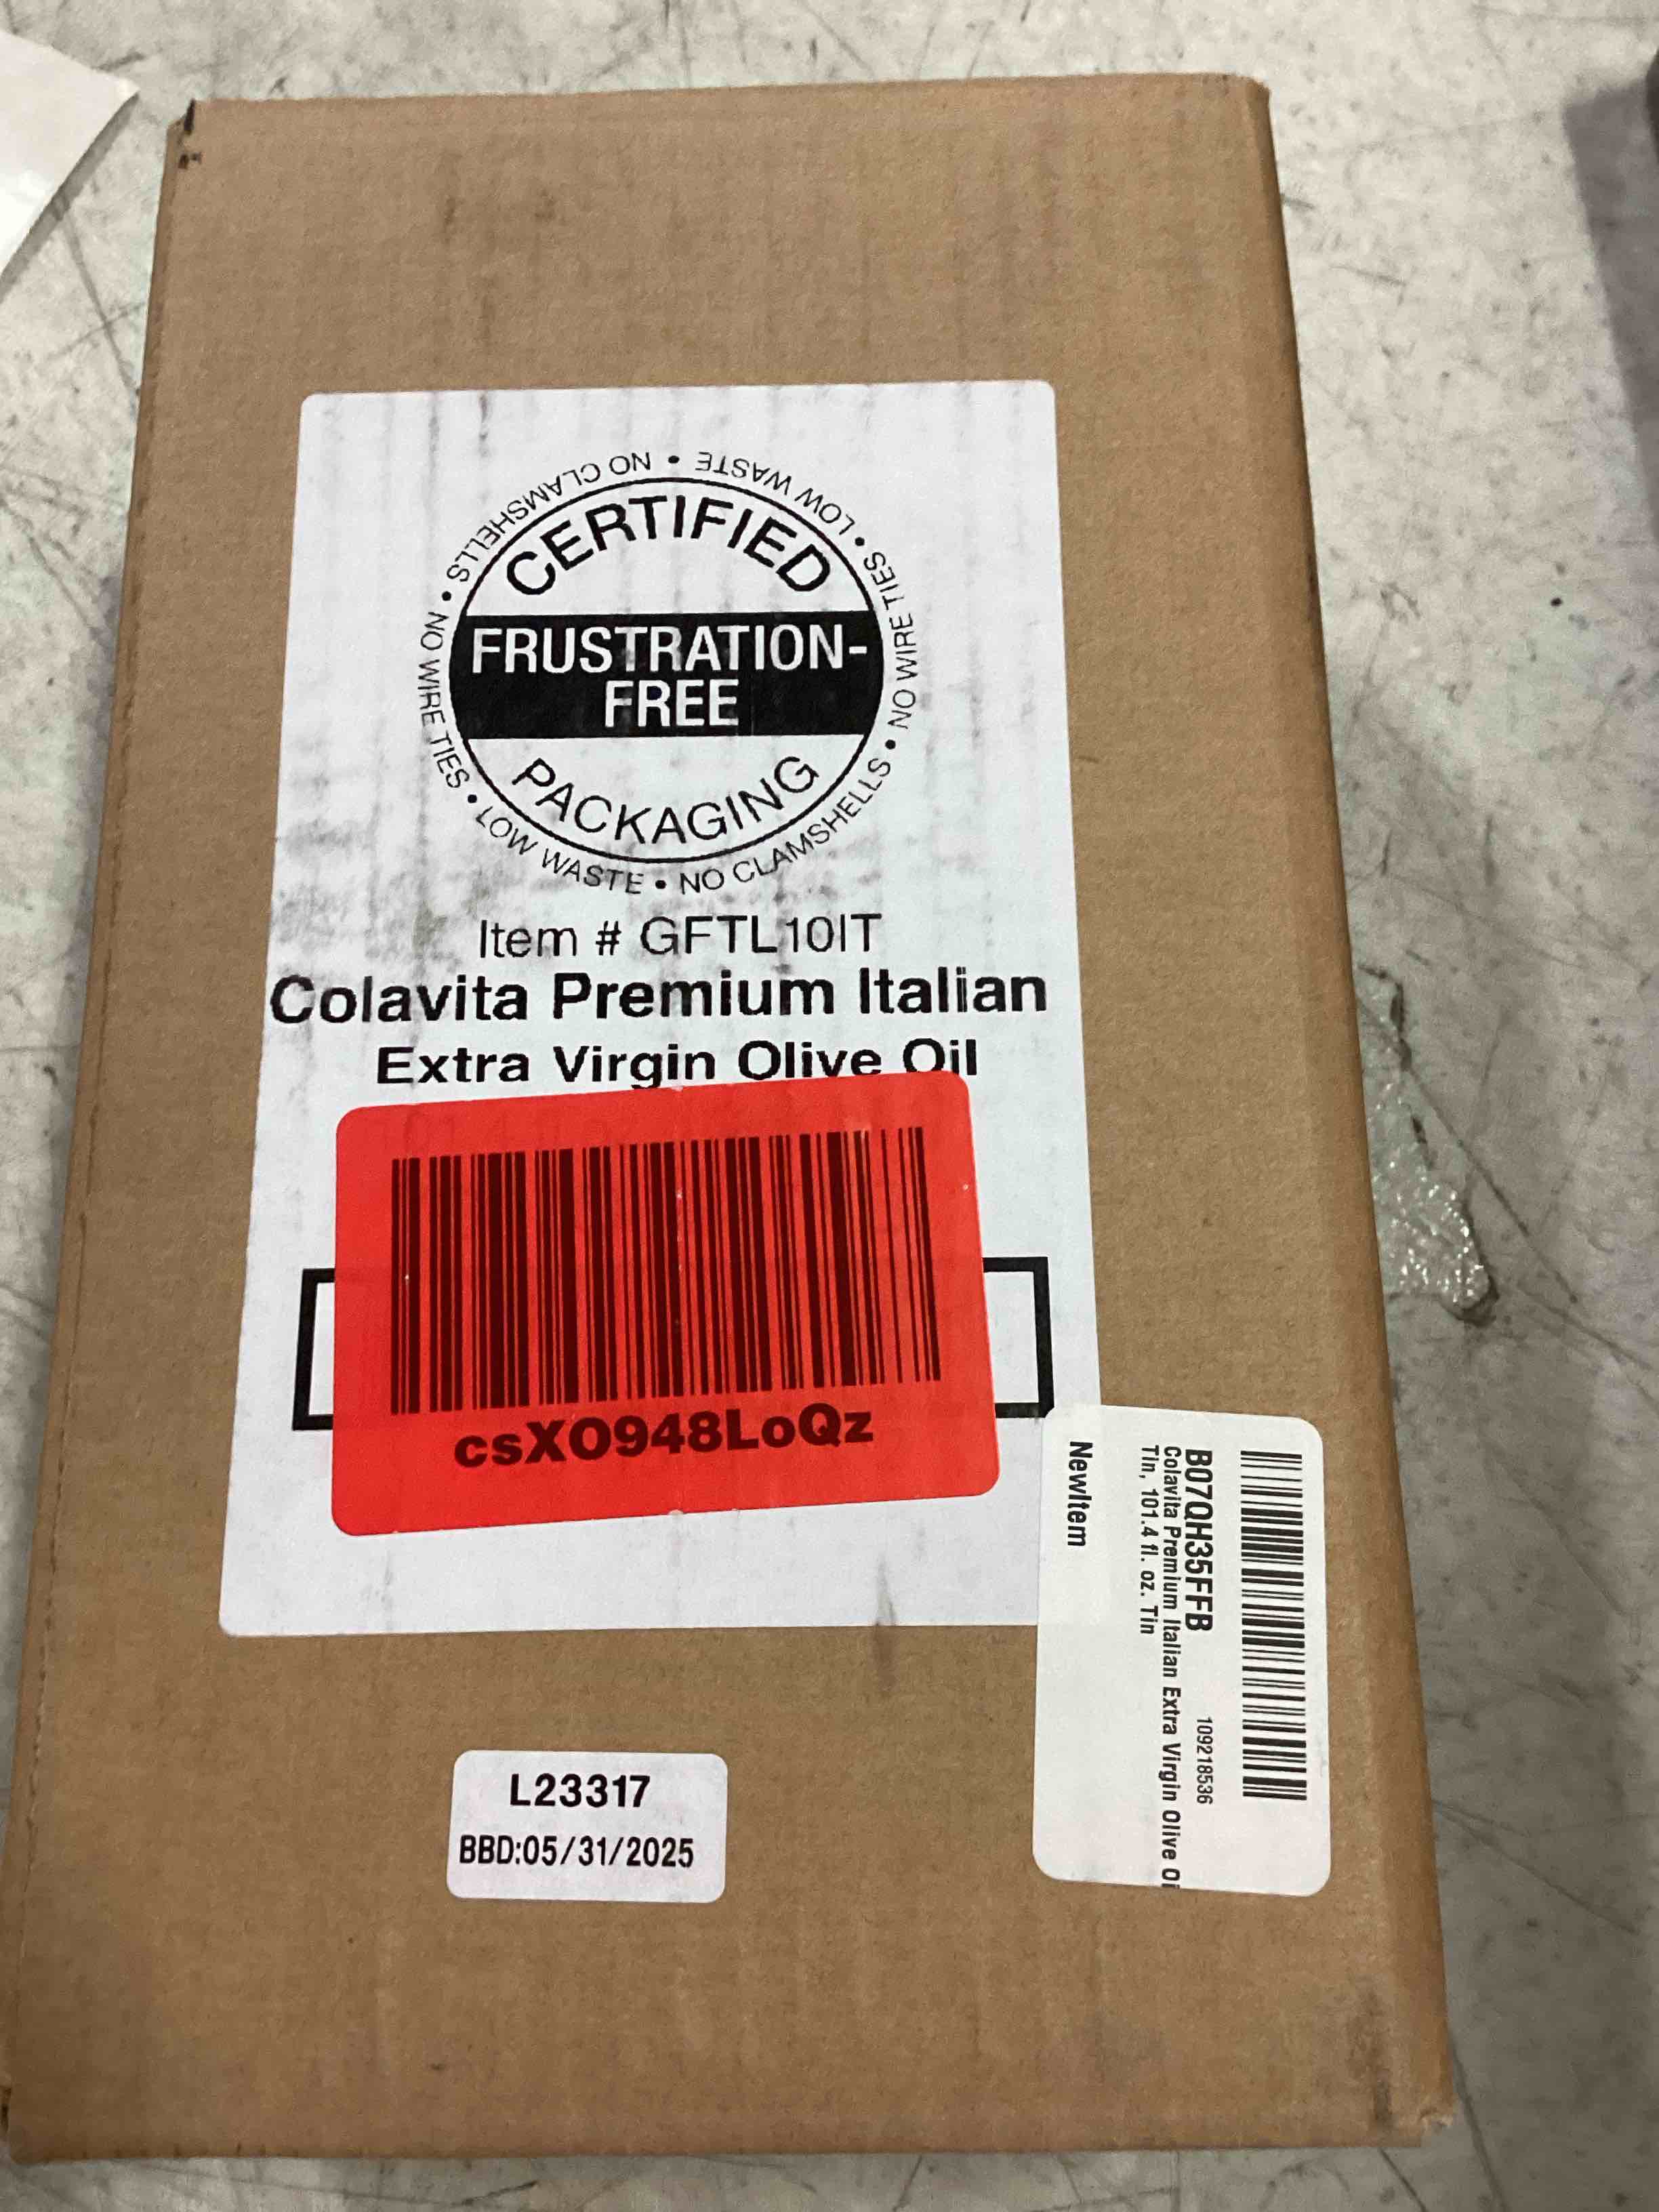 NO WIRE TIES • NO CLAMSHELLS • LOW WASTE • NO WIRE TIES • NO CLAMSHELLS • LOW WASTE •
CERTIFIED
FRUSTRATION-
FREE
PACKAGING
Item # GFTL10IT
Colavita Premium Italian
Extra Virgin Olive Oil
csXO948LoQz
B07QH35FFB 109218536
Colavita Premium Italian Extra Virgin Olive Oi
Tin, 101.4 fl. oz. Tin
NewItem
L23317
BBD:05/31/2025